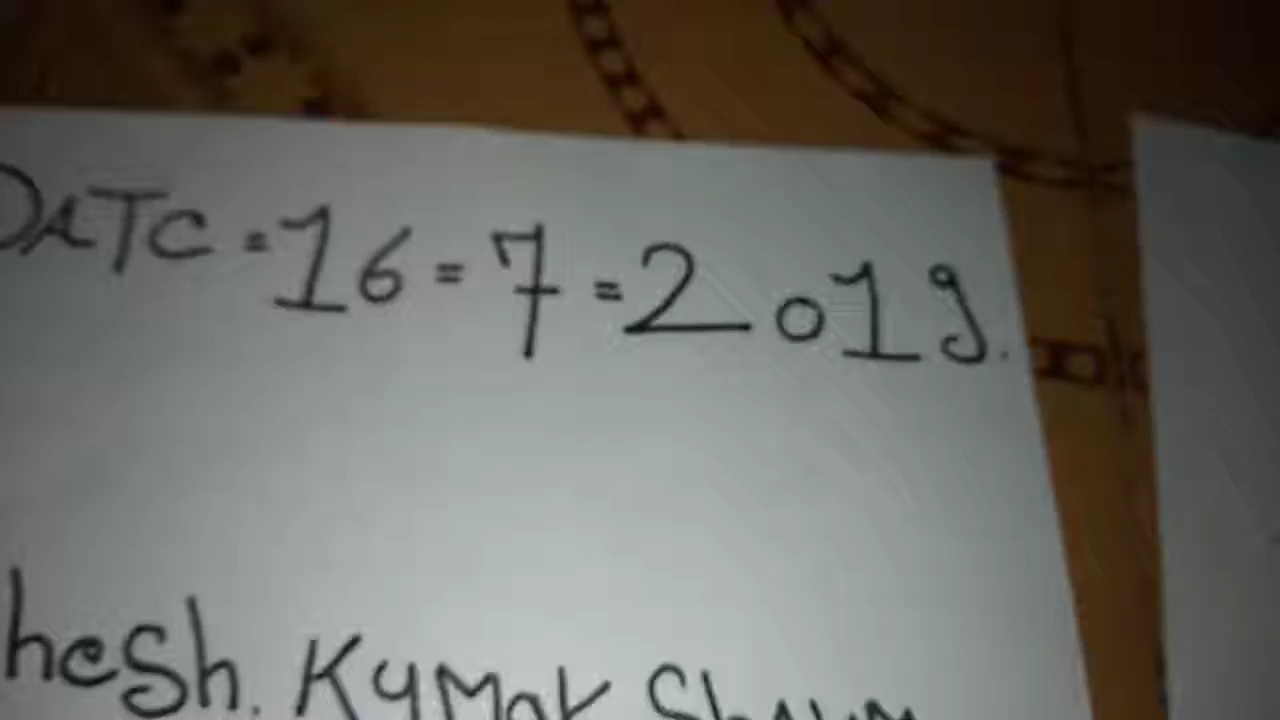 DATC = 16 = 7 = 2019.
hesh. Kymar